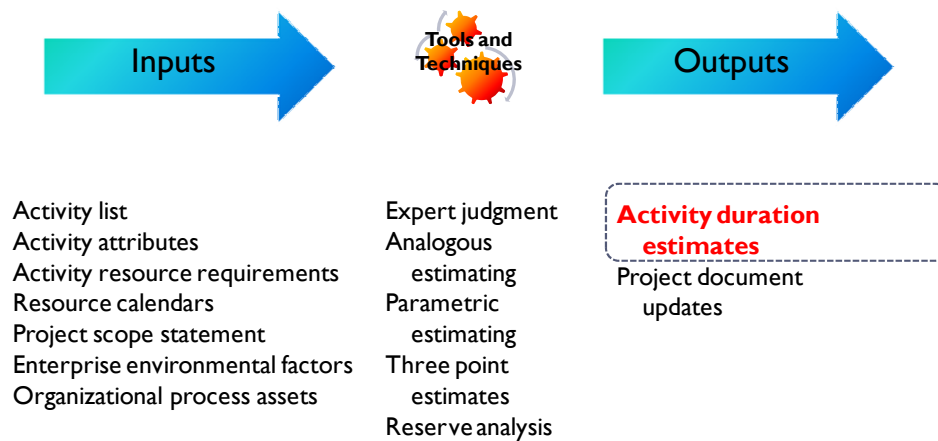 Inputs
Tools and
Techniques
Outputs
Activity list
Activity attributes
Activity resource requirements
Resource calendars
Project scope statement
Enterprise environmental factors
Organizational process assets
Expert judgment
Analogous
estimating
Parametric
estimating
Three point
estimates
Reserve analysis
Activity duration
estimates
Project document
updates